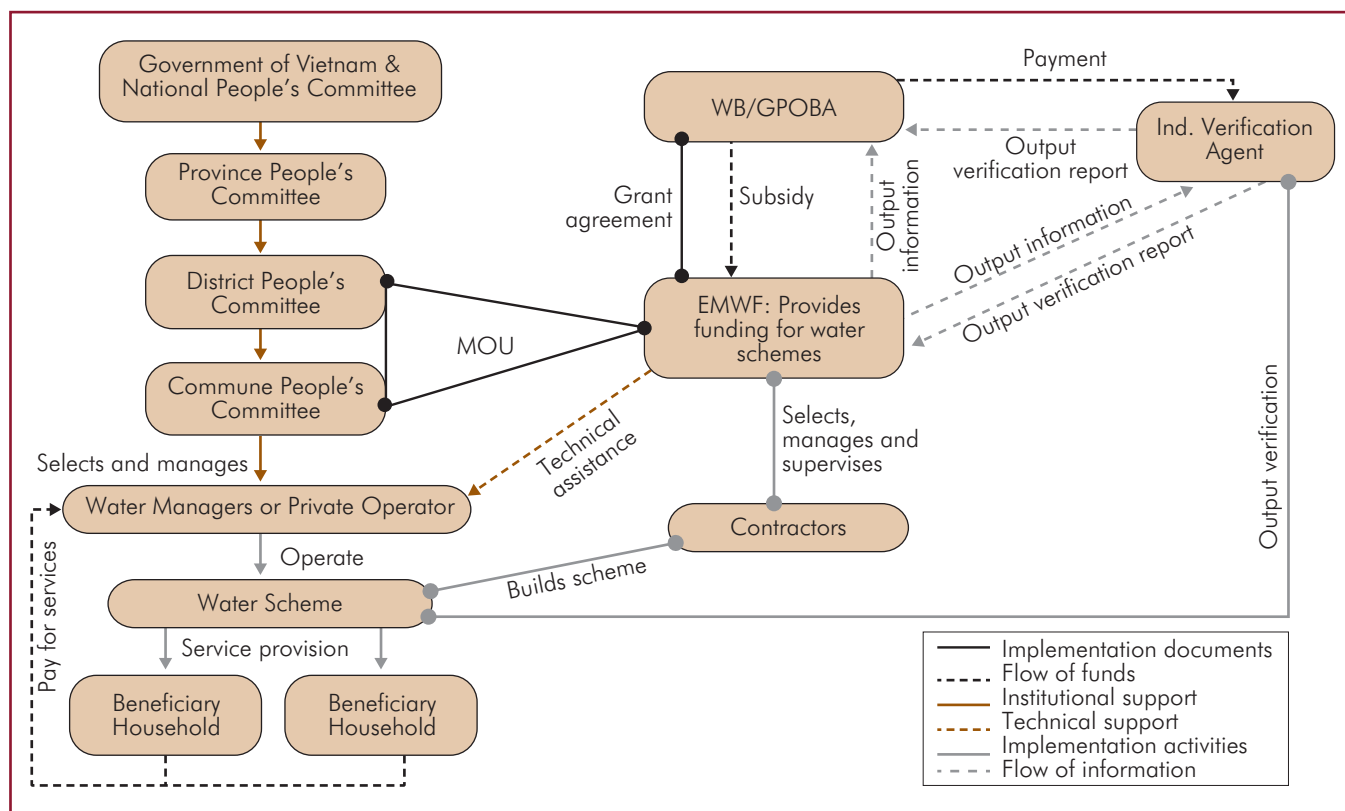 Government of Vietnam &
National People's Committee
Province People's
Committee
District People's
Committee
Commune People's
Committee
MOU
Selects and manages
Water Managers or Private Operator
Operate
Water Scheme
Service provision
Beneficiary
Household
Beneficiary
Household
Pay for services
WB/GPOBA
Payment
Ind. Verification
Agent
Output
verification report
Grant
agreement
Subsidy
Output
information
Output information
Output verification report
EMWF: Provides
funding for water
schemes
Technical
assistance
Selects,
manages and
supervises
Contractors
Builds scheme
Output verification
Implementation documents
Flow of funds
Institutional support
Technical support
Implementation activities
Flow of information